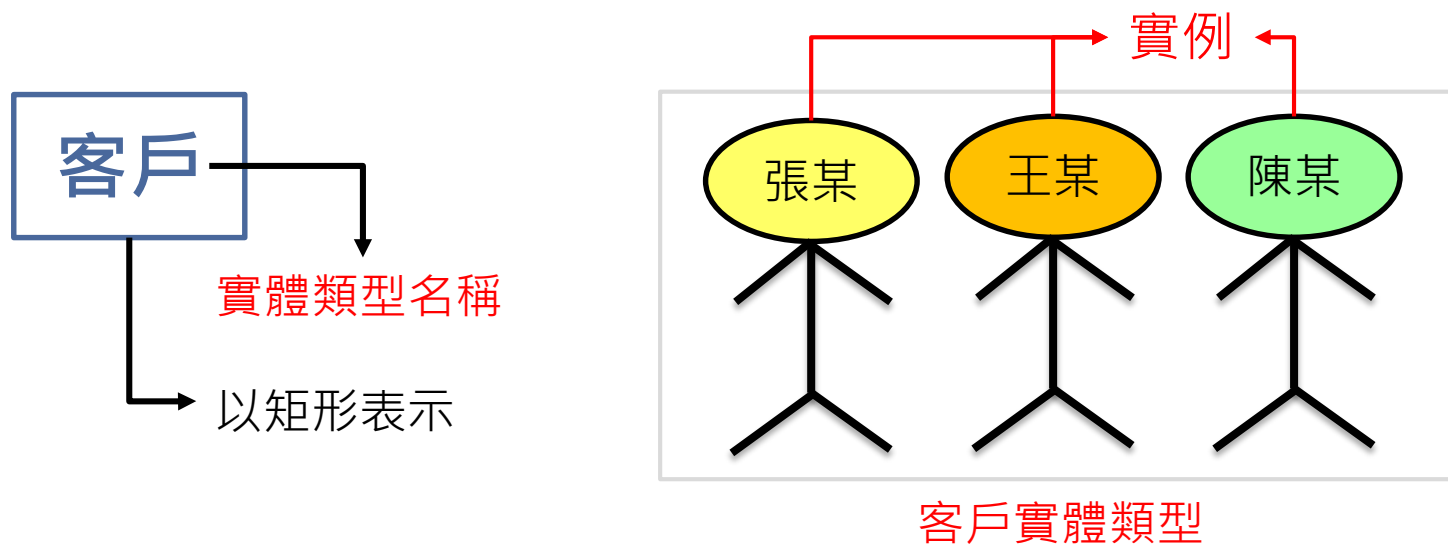 客戶
實體類型名稱
以矩形表示
實例
張某
王某
陳某
客戶實體類型